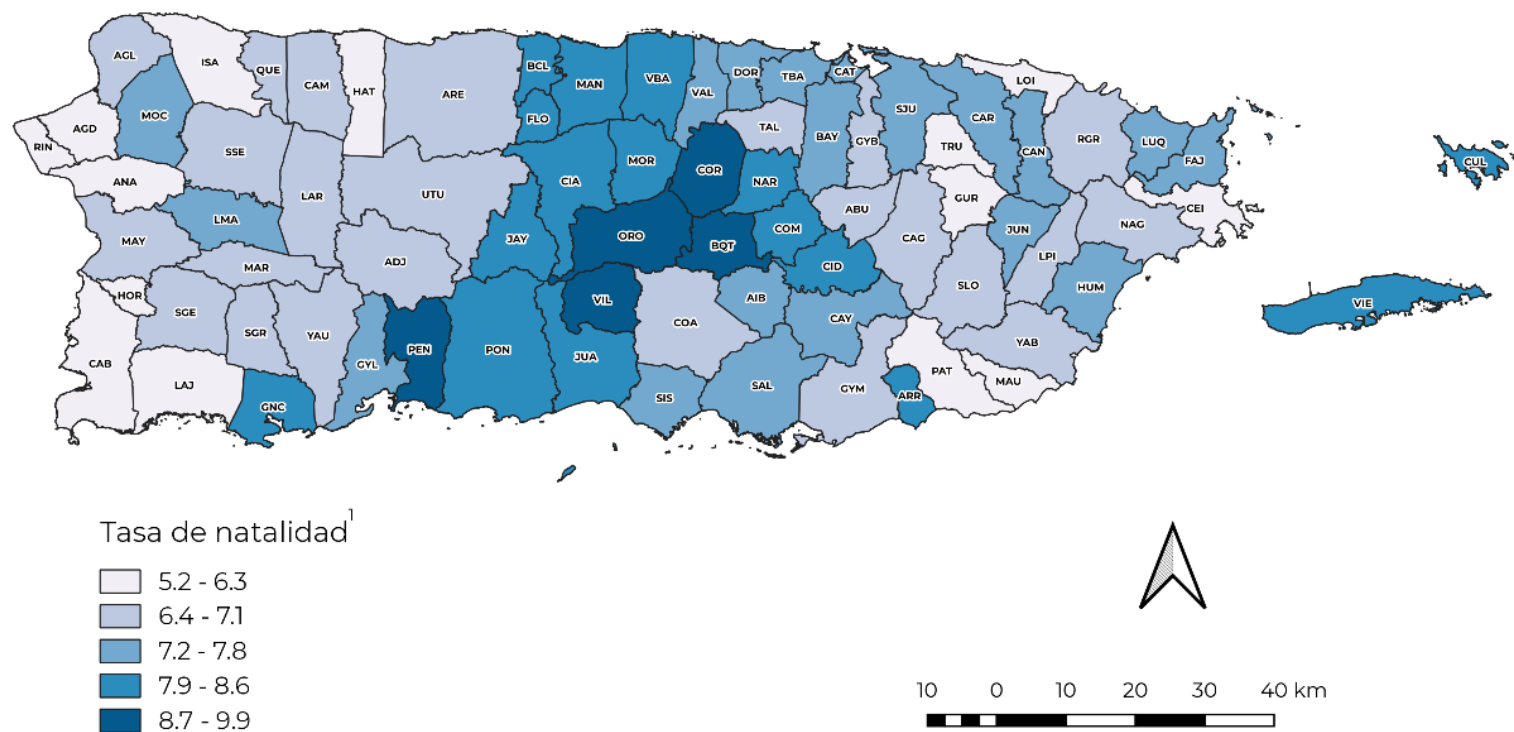 AGL
ISA
QUE
CAM
HAT
ARE
BCL
MAN
VBA
VAL
DOR
TBA
CAT
LOI
FLO
SJU
CAR
RGR
AGD
MOC
RIN
SSE
TAL
BAY
GYB
TRU
CAN
LUQ
FAJ
CUL
ANA
LAR
UTU
CIA
MOR
COR
NAR
ABU
GUR
CEI
LMA
MAY
JAY
ORO
BQT
COM
CAG
JUN
LPI
NAG
MAR
ADJ
CID
HOR
SGE
SGR
YAU
GYL
PEN
PON
VIL
JUA
COA
AIB
CAY
SLO
HUM
VIE
CAB
LAJ
GNC
SIS
SAL
GYM
PAT
ARR
MAU
YAB
Tasa de natalidad¹
5.2 - 6.3
6.4 - 7.1
7.2 - 7.8
7.9 - 8.6
8.7 - 9.9
10 0 10 20 30 40 km